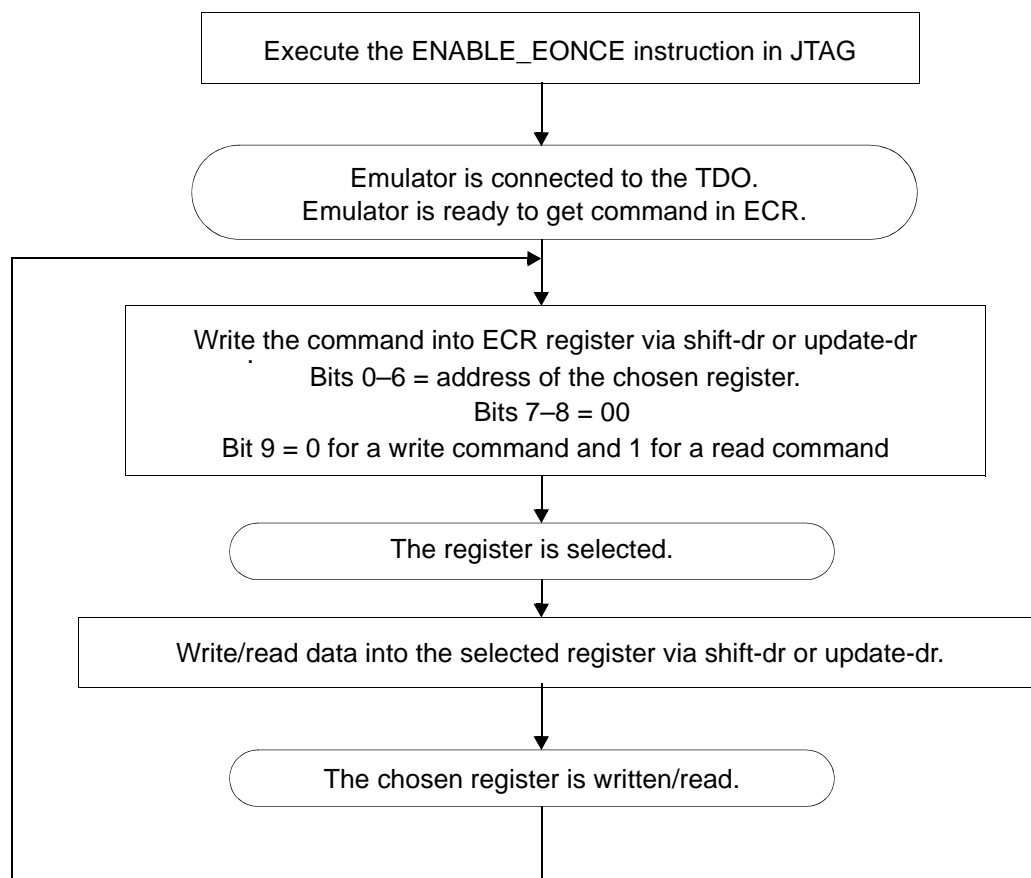 Execute the ENABLE_EONCE instruction in JTAG
Emulator is connected to the TDO.
Emulator is ready to get command in ECR.
Write the command into ECR register via shift-dr or update-dr
.
Bits 0–6 = address of the chosen register.
Bits 7–8 = 00
Bit 9 = 0 for a write command and 1 for a read command
The register is selected.
Write/read data into the selected register via shift-dr or update-dr.
The chosen register is written/read.